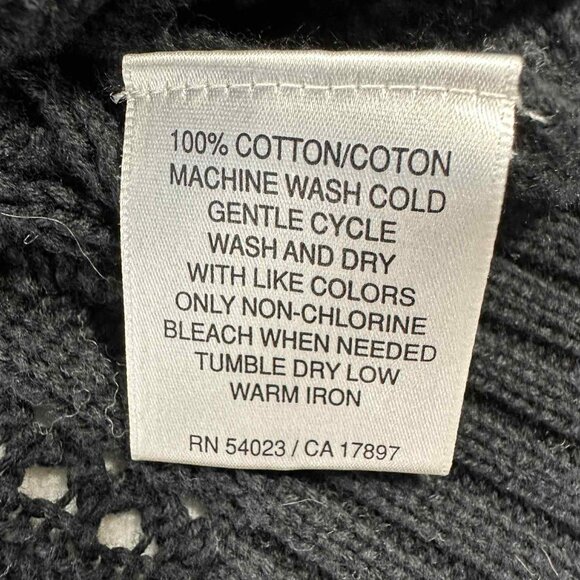 100% COTTON/COTON
MACHINE WASH COLD
GENTLE CYCLE
WASH AND DRY
WITH LIKE COLORS
ONLY NON-CHLORINE
BLEACH WHEN NEEDED
TUMBLE DRY LOW
WARM IRON
RN 54023 / CA 17897